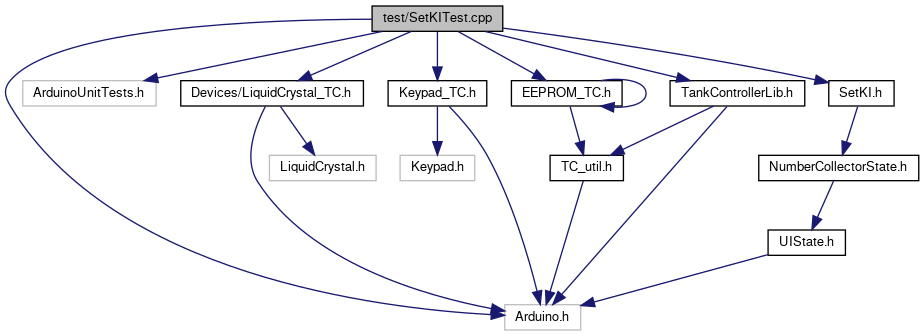 test/SetKITest.cpp
ArduinoUnitTests.h
Devices/LiquidCrystal_TC.h
Keypad_TC.h
EEPROM_TC.h
TankControllerLib.h
SetKI.h
LiquidCrystal.h
Keypad.h
TC_util.h
NumberCollectorState.h
UIState.h
Arduino.h